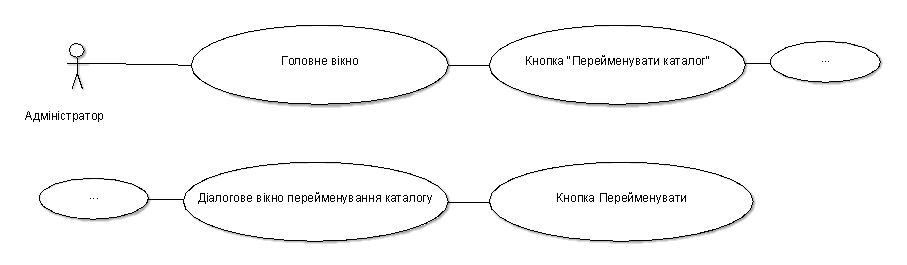 Головне вікно
Кнопка "Перейменувати каталог"
...
Адміністратор
...
Діалогове вікно перейменування каталогу
Кнопка Перейменувати